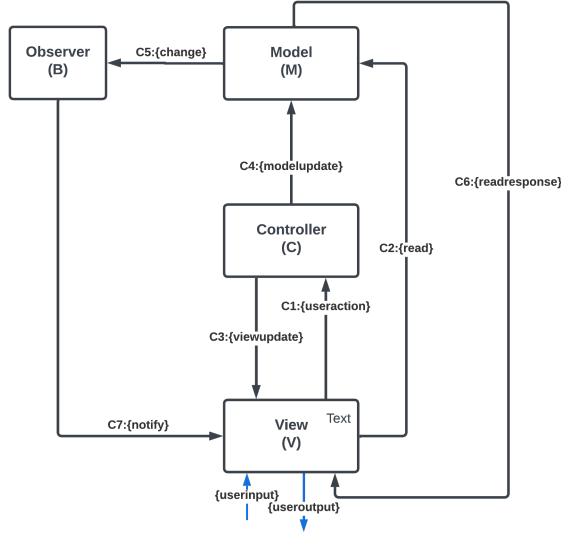 Observer
(B)
C5:{change}
Model
(M)
C4:{modelupdate}
C6:{readresponse}
Controller
(C)
C2:{read}
C1:{useraction}
C3:{viewupdate}
Text
View
(V)
C7:{notify}
{userinput}
{useroutput}